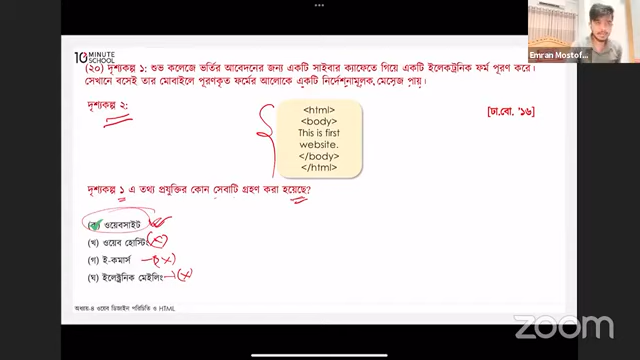 Emran Mostof...
10 MINUTE SCHOOL
(২০) দৃশ্যকল্প ১: শুভ কলেজে ভর্তির আবেদনের জন্য একটি সাইবার ক্যাফেতে গিয়ে একটি ইলেকট্রনিক ফর্ম পূরণ করে।
সেখানে বসেই তার মোবাইলে পূরণকৃত ফর্মের আলোকে একটি নির্দেশনামূলক মেসেজ পায়।
দৃশ্যকল্প ২:
<html>
<body>
This is first
website.
</body>
</html>
[ঢা.বো. '১৬]
দৃশ্যকল্প ১ এ তথ্য প্রযুক্তির কোন সেবাটি গ্রহণ করা হয়েছে?
(ক) ওয়েবসাইট
(খ) ওয়েব হোস্টিং
(গ) ই-কমার্স
(ঘ) ইলেক্ট্রনিক মেইলিং
অধ্যায়-৪ ওয়েব ডিজাইন পরিচিতি ও HTML
zoom